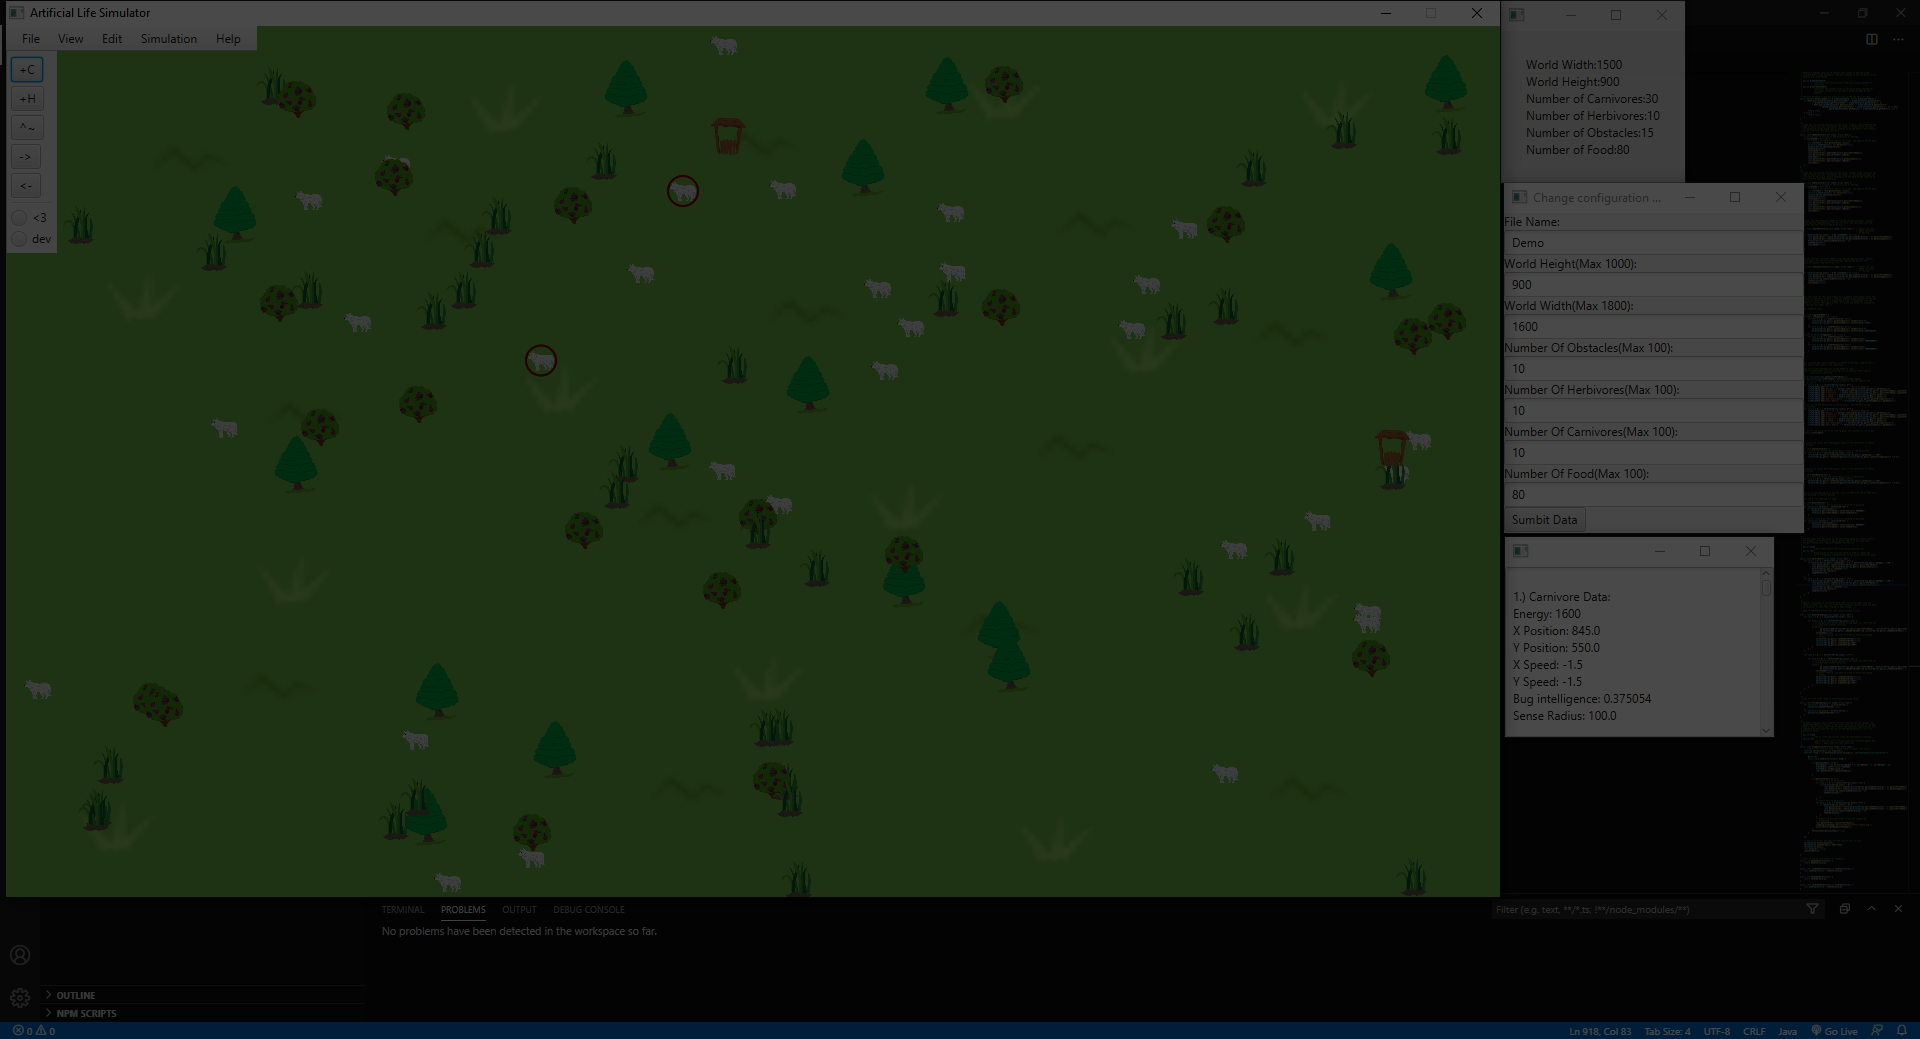 Artificial Life Simulator
File View Edit Simulation Help
+C
+H
^ ~
->
<-
<3
dev
World Width:1500
World Height:900
Number of Carnivores:30
Number of Herbivores:10
Number of Obstacles:15
Number of Food:80
Change configuration ...
File Name:
Demo
World Height(Max 1000):
900
World Width(Max 1800):
1600
Number Of Obstacles(Max 100):
10
Number Of Herbivores(Max 100):
10
Number Of Carnivores(Max 100):
10
Number Of Food(Max 100):
80
Sumbit Data
1.) Carnivore Data:
Energy: 1600
X Position: 845.0
Y Position: 550.0
X Speed: -1.5
Y Speed: -1.5
Bug intelligence: 0.375054
Sense Radius: 100.0
TERMINAL PROBLEMS OUTPUT DEBUG CONSOLE
Filter (e.g. text, **/*.ts, !**/node_modules/**)
No problems have been detected in the workspace so far.
OUTLINE
NPM SCRIPTS
0 0
Ln 918, Col 83 Tab Size: 4 UTF-8 CRLF Java Go Live